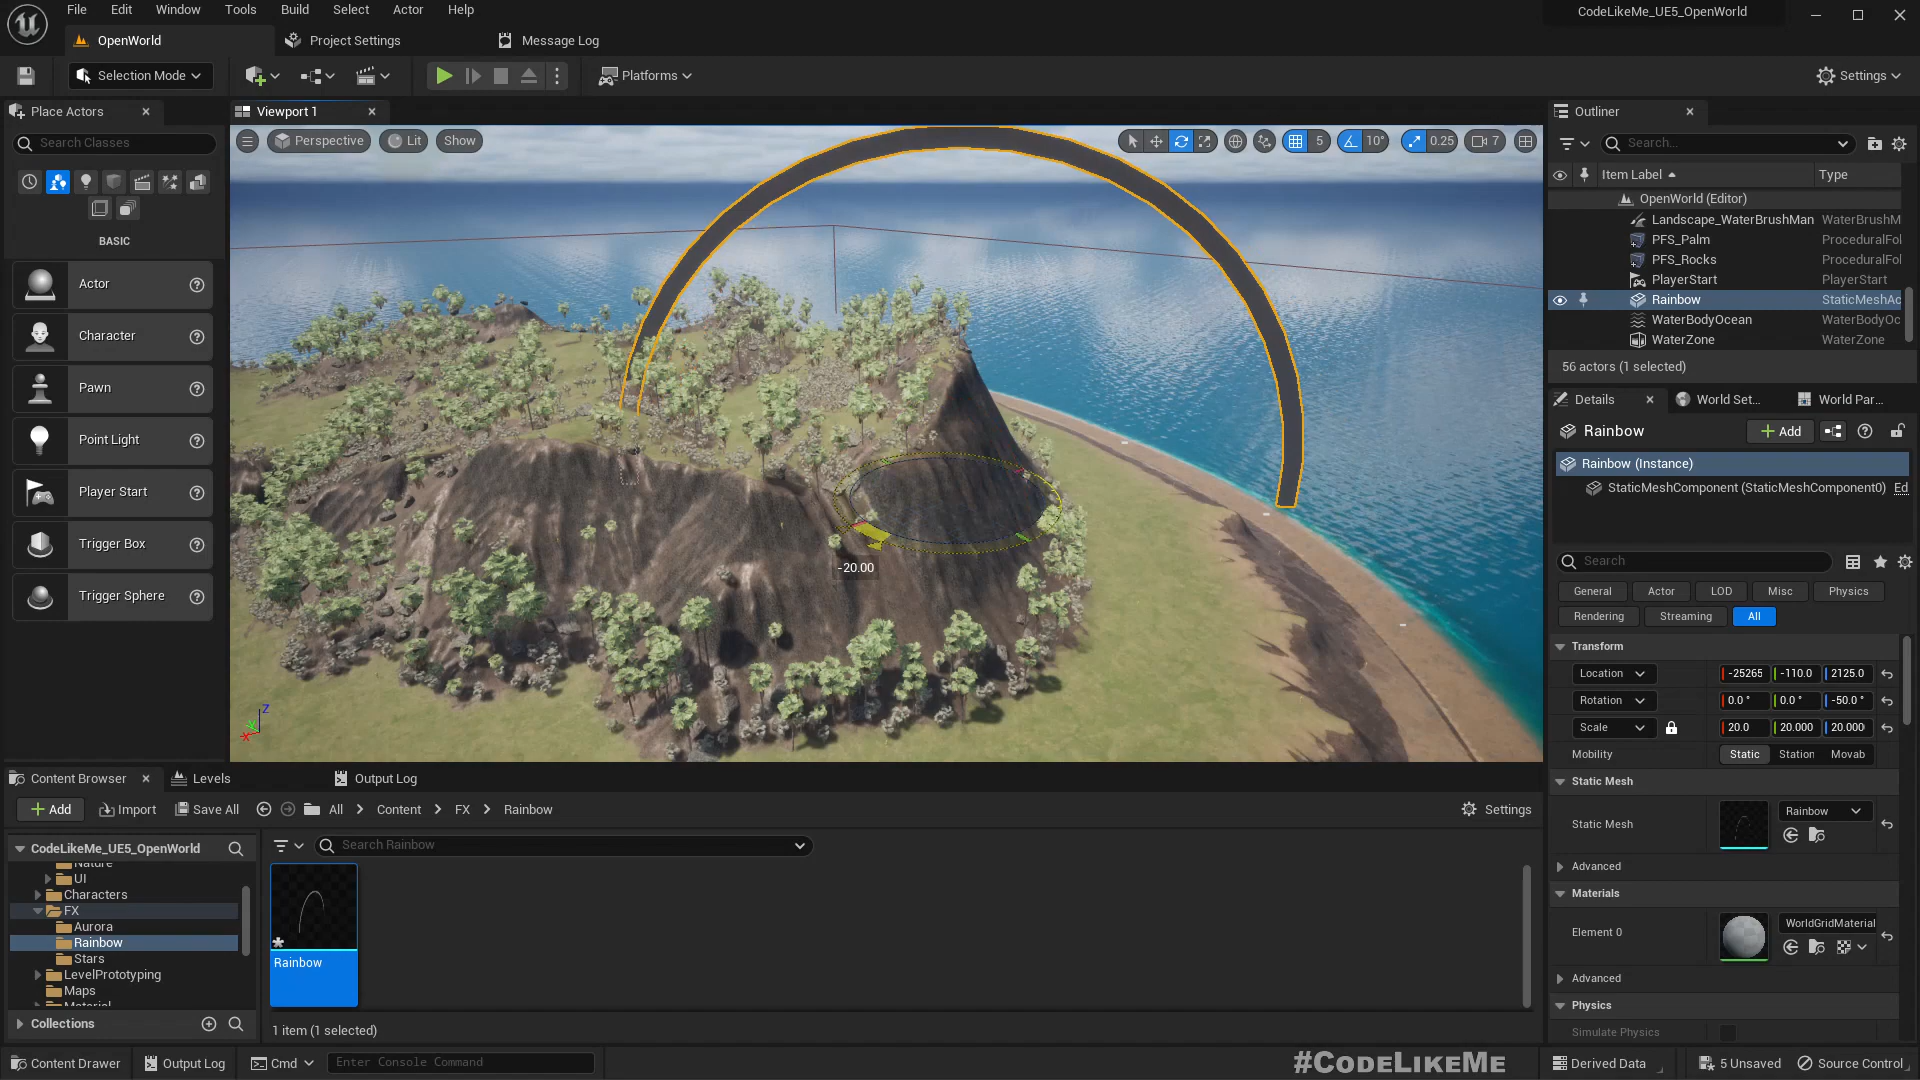 File Edit Window Tools Build Select Actor Help
CodeLikeMe_UE5_OpenWorld
OpenWorld
Project Settings
Message Log
Selection Mode
Platforms
Settings
Place Actors
Search Classes
BASIC
Actor
Character
Pawn
Point Light
Player Start
Trigger Box
Trigger Sphere
Viewport 1
Perspective
Lit
Show
5
10°
0.25
7
-20.00
Z
Outliner
Search...
Item Label
Type
OpenWorld (Editor)
Landscape_WaterBrushMan WaterBrushM
PFS_Palm ProceduralFol
PFS_Rocks ProceduralFol
PlayerStart PlayerStart
Rainbow StaticMeshAc
WaterBodyOcean WaterBodyOc
WaterZone WaterZone
56 actors (1 selected)
Details
World Set...
World Par...
Rainbow
Add
Rainbow (Instance)
StaticMeshComponent (StaticMeshComponent0) Ed
Search
General Actor LOD Misc Physics
Rendering Streaming All
Transform
Location -25265 -110.0 2125.0
Rotation 0.0° 0.0° -50.0°
Scale 20.0 20.000 20.000
Mobility Static Station Movab
Static Mesh
Static Mesh
Rainbow
Advanced
Materials
Element 0
WorldGridMaterial
Advanced
Physics
Simulate Physics
Content Browser
Levels
Output Log
Add Import Save All All Content FX Rainbow
Settings
CodeLikeMe_UE5_OpenWorld
Nature
UI
Characters
FX
Aurora
Rainbow
Stars
LevelPrototyping
Maps
Material
Collections
Search Rainbow
Rainbow
1 item (1 selected)
Content Drawer
Output Log
Cmd
Enter Console Command
#CODELIKEME
Derived Data
5 Unsaved
Source Control